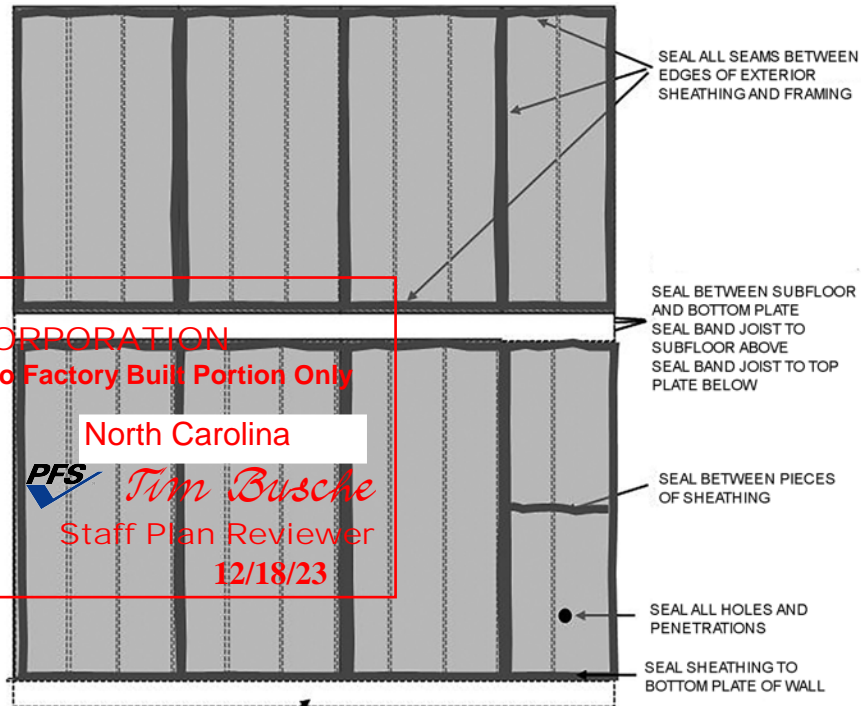 SEAL ALL SEAMS BETWEEN
EDGES OF EXTERIOR
SHEATHING AND FRAMING
SEAL BETWEEN SUBFLOOR
AND BOTTOM PLATE
SEAL BAND JOIST TO
SUBFLOOR ABOVE
SEAL BAND JOIST TO TOP
PLATE BELOW
Factory Built Portion Only
North Carolina
PFS
Tim Busche
Staff Plan Reviewer
12/18/23
SEAL BETWEEN PIECES
OF SHEATHING
SEAL ALL HOLES AND
PENETRATIONS
SEAL SHEATHING TO
BOTTOM PLATE OF WALL